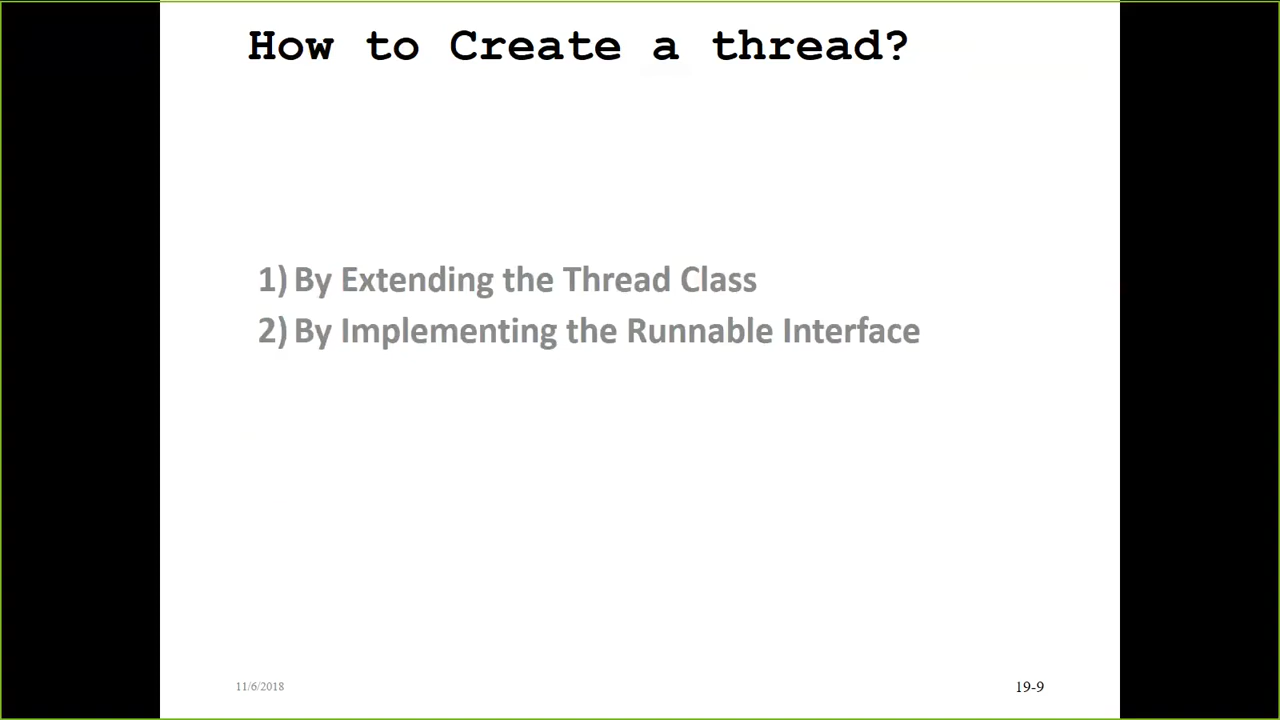 How to Create a thread?
1) By Extending the Thread Class
2) By Implementing the Runnable Interface
11/6/2018
19-9